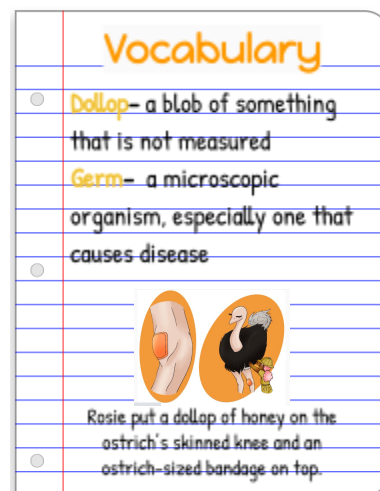 Vocabulary
Dollop- a blob of something
that is not measured
Germ- a microscopic
organism, especially one that
causes disease
Rosie put a dollop of honey on the
ostrich's skinned knee and an
ostrich-sized bandage on top.